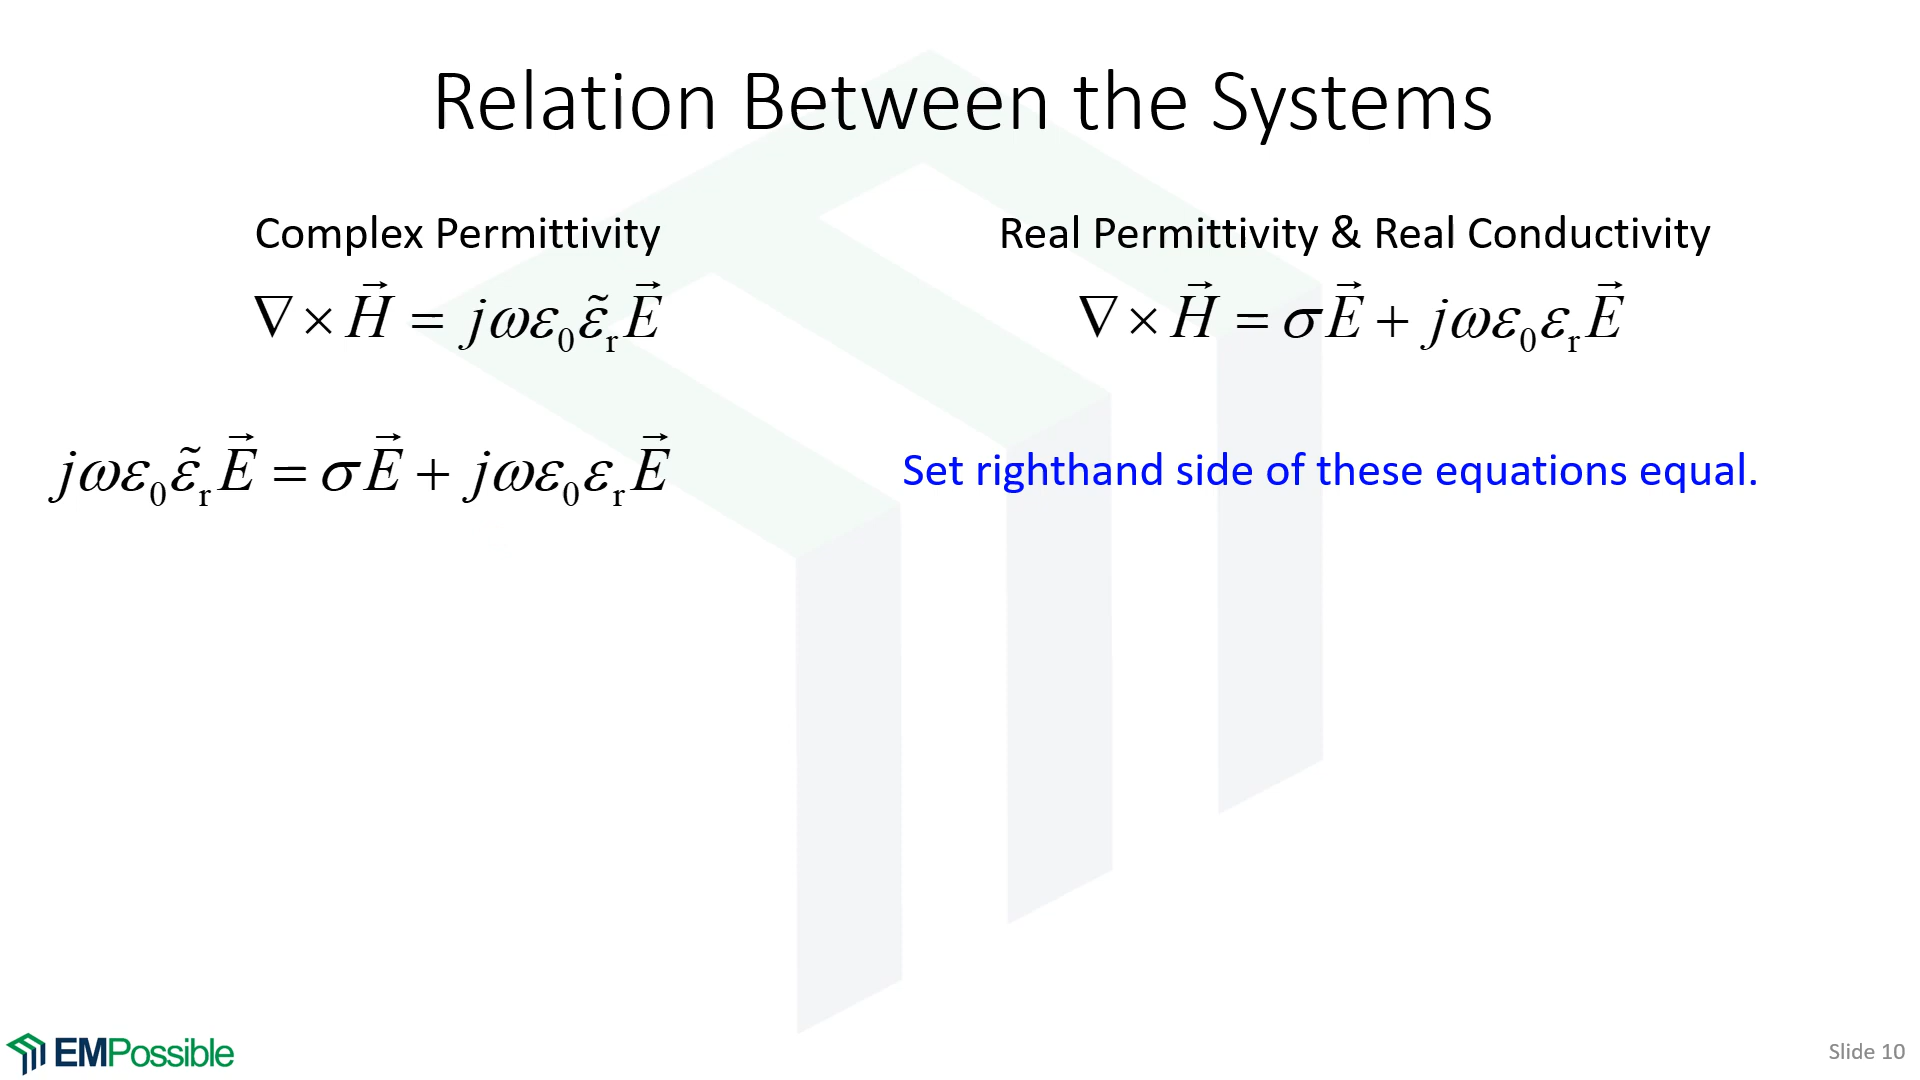 Relation Between the Systems
Complex Permittivity
Real Permittivity & Real Conductivity
∇ × H⃗ = jωε₀ε̃ᵣE⃗
∇ × H⃗ = σE⃗ + jωε₀εᵣE⃗
jωε₀ε̃ᵣE⃗ = σE⃗ + jωε₀εᵣE⃗
Set righthand side of these equations equal.
EMPossible
Slide 10